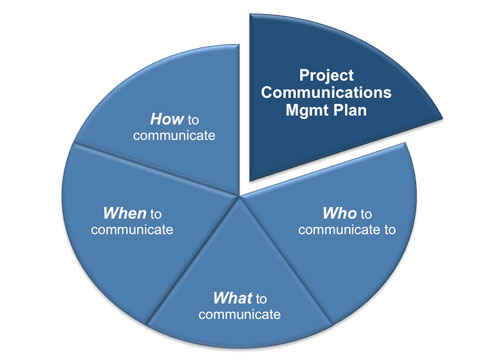 Project
Communications
Mgmt Plan
How to
communicate
When to
communicate
Who to
communicate to
What to
communicate